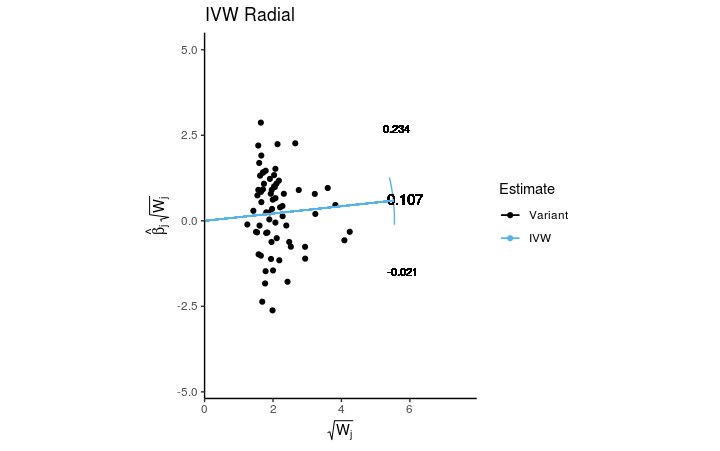 IVW Radial
5.0
2.5
0.0
-2.5
-5.0
β̂j√Wj
0.234
0.107
-0.021
0 2 4 6
√Wj
Estimate
Variant
IVW